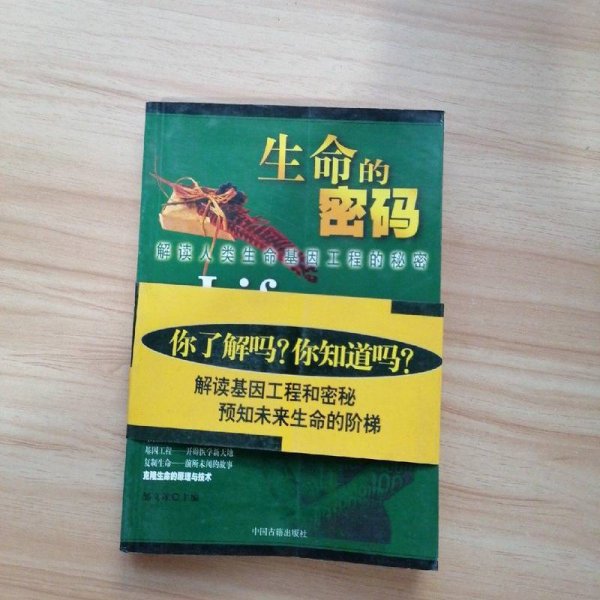 生命的
密码
解读人类生命基因工程的秘密
你了解吗?你知道吗?
解读基因工程和密秘
预知未来生命的阶梯
基因工程——开辟医学新天地
复制生命——前所未闻的故事
克隆生命的原理与技术
中国古籍出版社